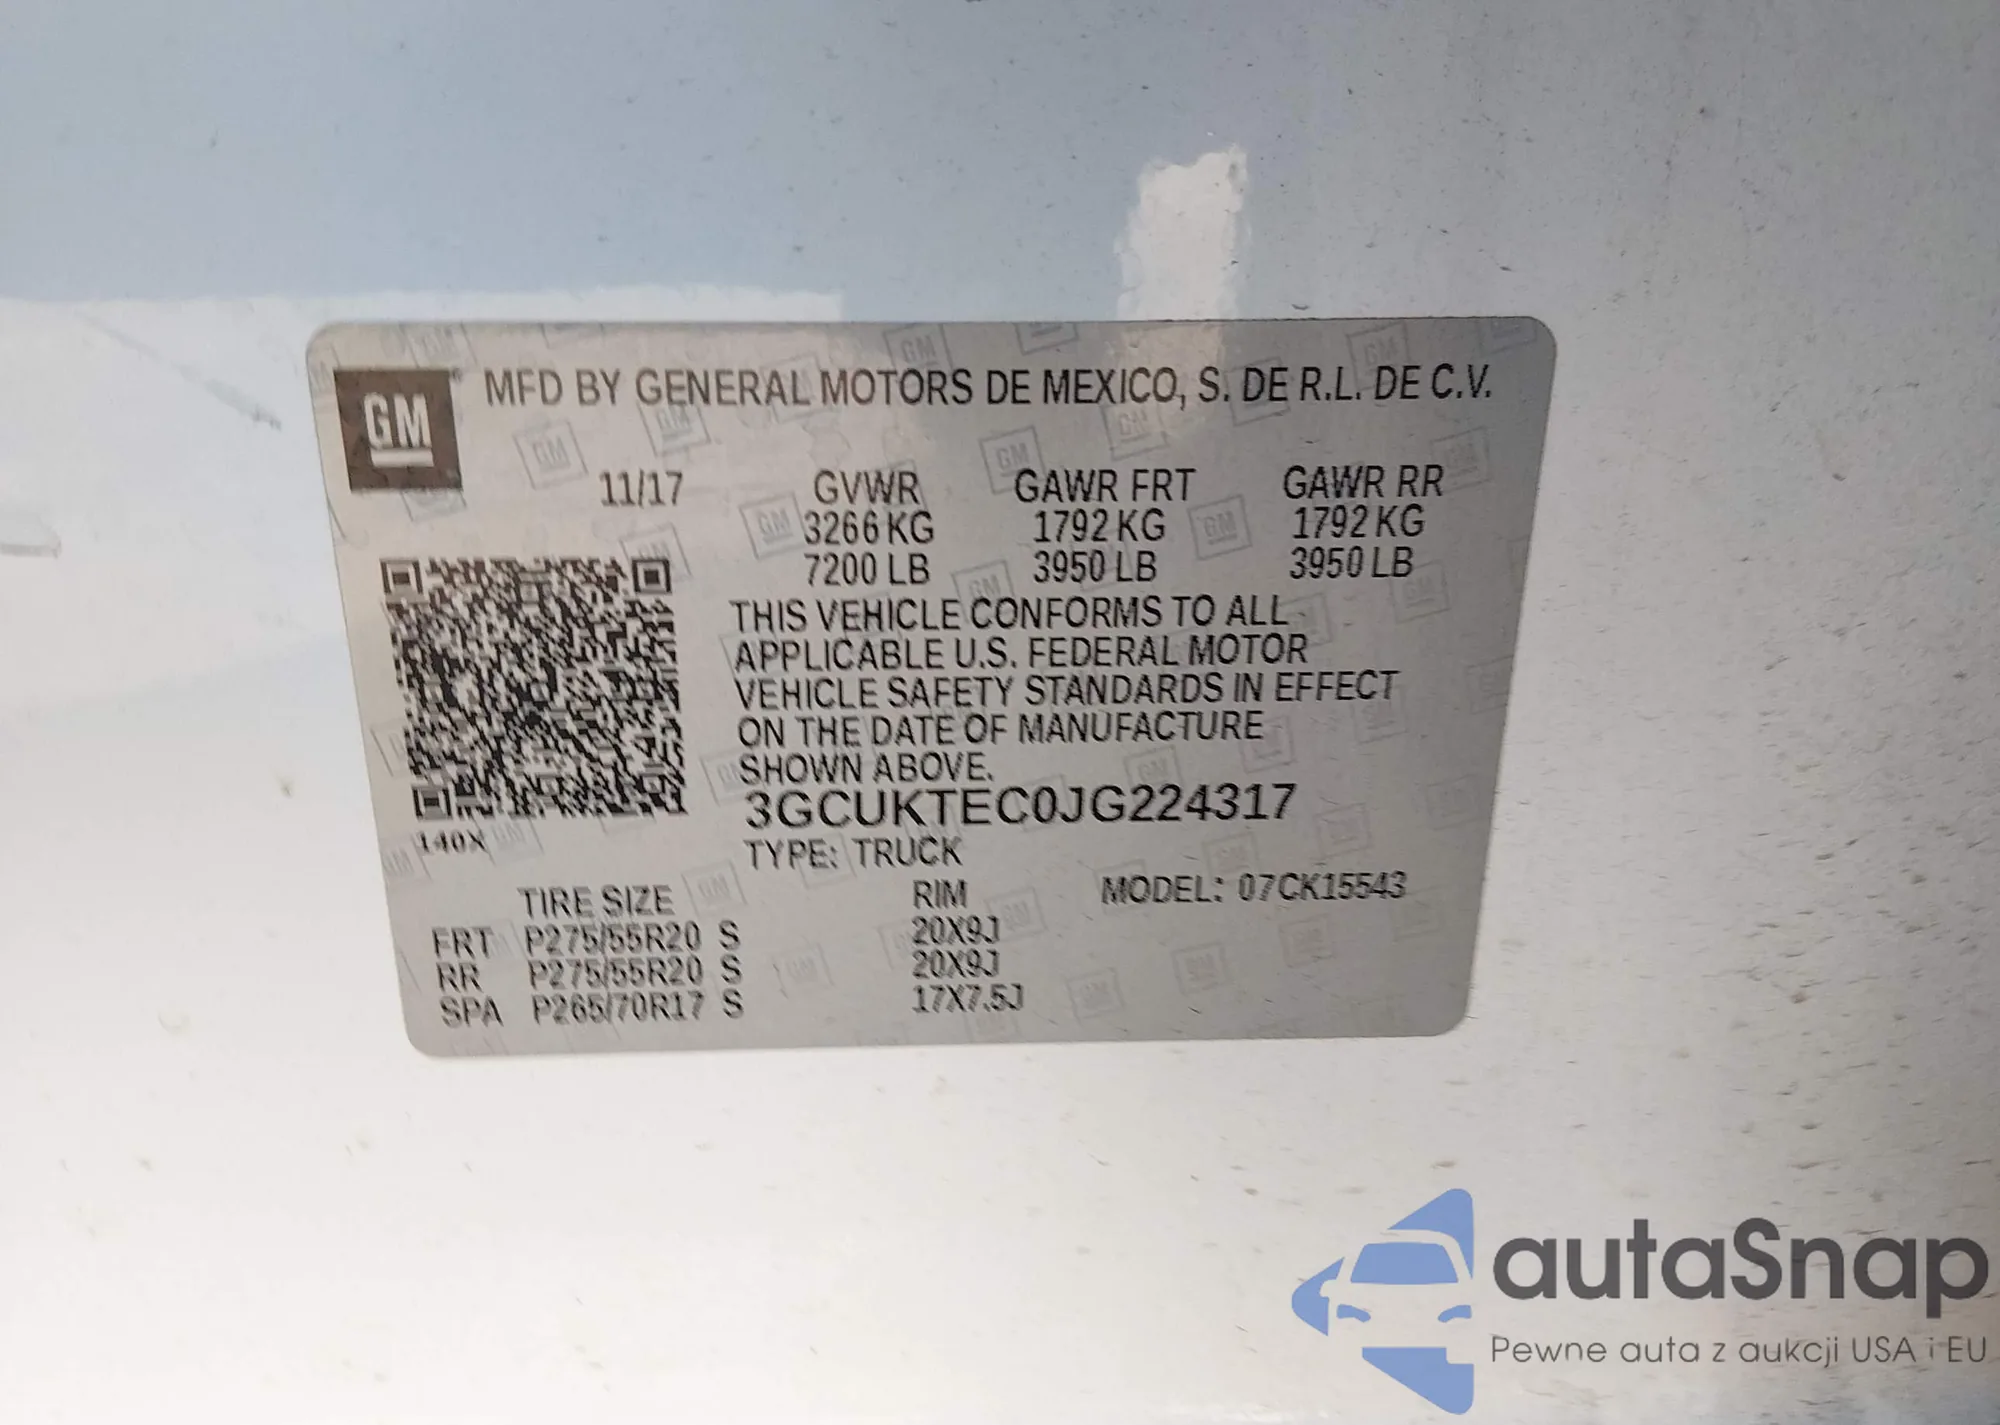 GM
MFD BY GENERAL MOTORS DE MEXICO, S. DE R.L. DE C.V.
11/17 GVWR GAWR FRT GAWR RR
3266 KG 1792 KG 1792 KG
7200 LB 3950 LB 3950 LB
THIS VEHICLE CONFORMS TO ALL
APPLICABLE U.S. FEDERAL MOTOR
VEHICLE SAFETY STANDARDS IN EFFECT
ON THE DATE OF MANUFACTURE
SHOWN ABOVE.
3GCUKTEC0JG224317
140X
TYPE: TRUCK
TIRE SIZE RIM MODEL: 07CK15543
FRT P275/55R20 S 20X9J
RR P275/55R20 S 20X9J
SPA P265/70R17 S 17X7.5J
autaSnap
Pewne auta z aukcji USA i EU